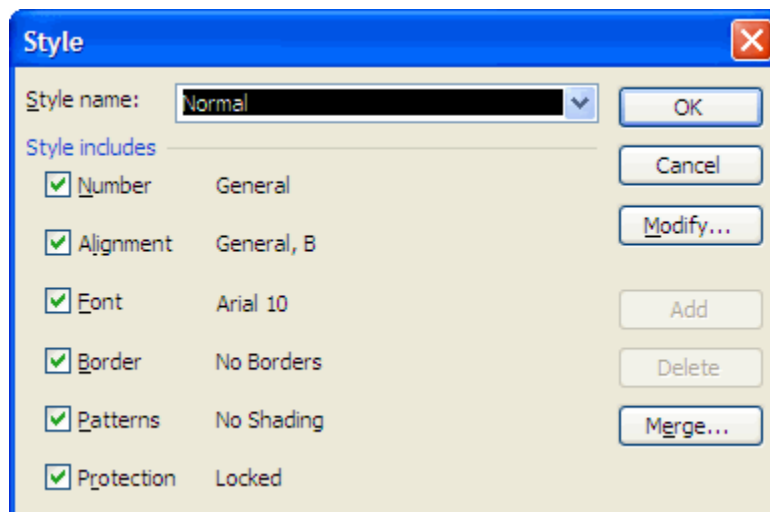 Style
Style name: Normal OK
Style includes Cancel
Number General
Modify...
Alignment General, B
Font Arial 10 Add
Border No Borders Delete
Patterns No Shading Merge...
Protection Locked